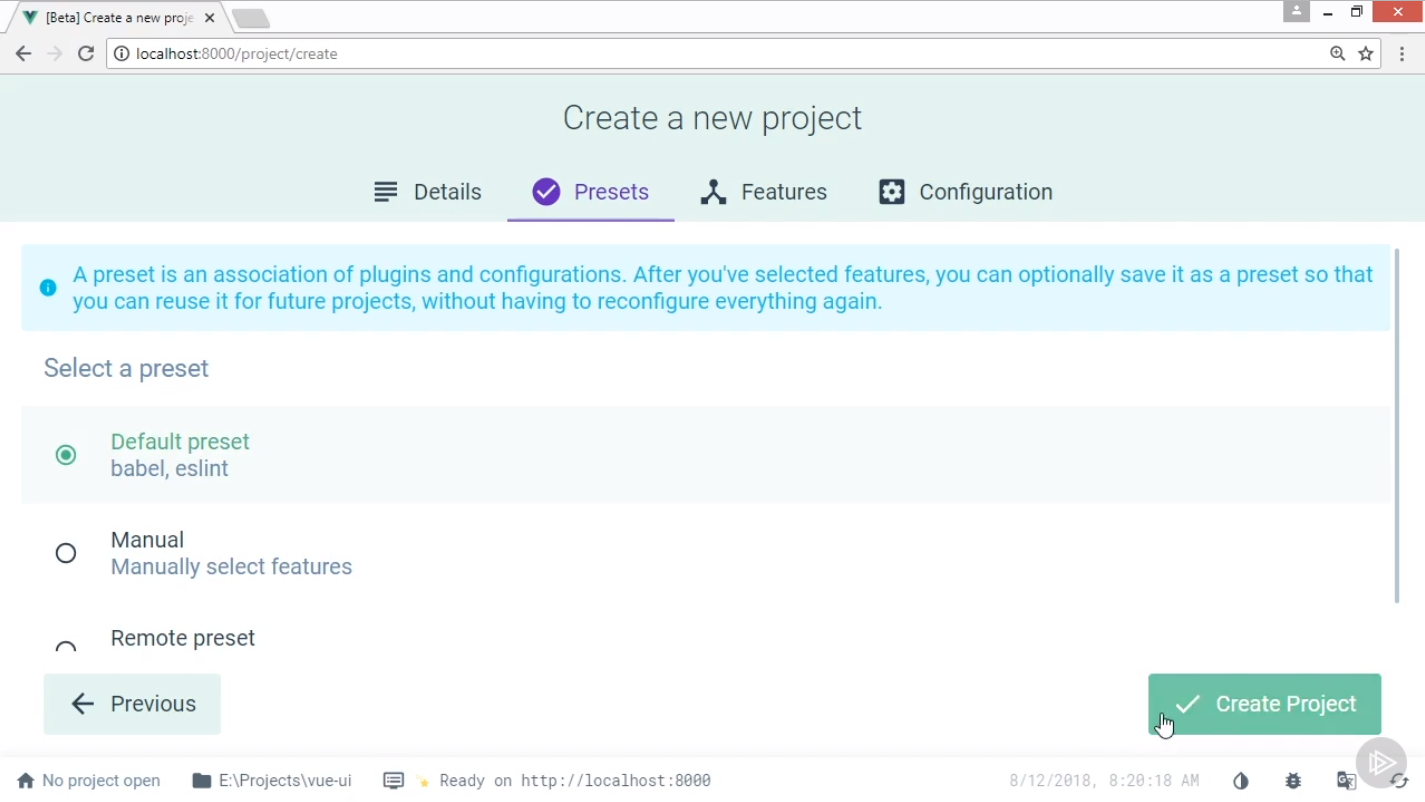 [Beta] Create a new proje
localhost:8000/project/create
Create a new project
Details
Presets
Features
Configuration
A preset is an association of plugins and configurations. After you've selected features, you can optionally save it as a preset so that
you can reuse it for future projects, without having to reconfigure everything again.
Select a preset
Default preset
babel, eslint
Manual
Manually select features
Remote preset
Previous
Create Project
No project open
E:\Projects\vue-ui
Ready on http://localhost:8000
8/12/2018, 8:20:18 AM